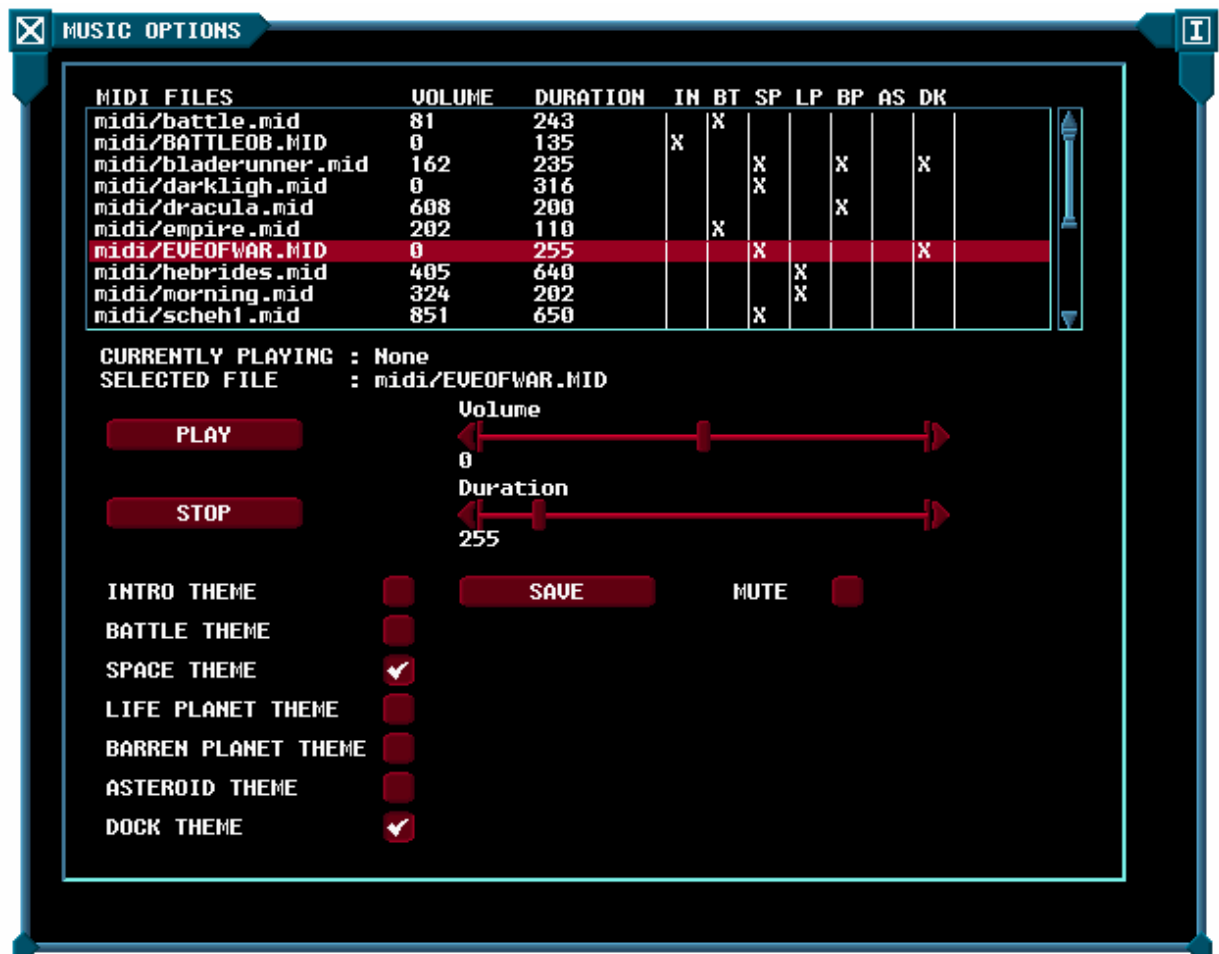 MUSIC OPTIONS I
MIDI FILES VOLUME DURATION IN BT SP LP BP AS DK
midi/battle.mid 81 243 X
midi/BATTLEOB.MID 0 135 X
midi/bladerunner.mid 162 235 X X X
midi/darkligh.mid 0 316 X
midi/dracula.mid 608 200 X
midi/empire.mid 202 110 X
midi/EVEOFWAR.MID 0 255 X X
midi/hebrides.mid 405 640 X
midi/morning.mid 324 202 X
midi/scheh1.mid 851 650 X
CURRENTLY PLAYING : None
SELECTED FILE : midi/EVEOFWAR.MID
Volume
PLAY
0
Duration
STOP
255
INTRO THEME SAVE MUTE
BATTLE THEME
SPACE THEME
LIFE PLANET THEME
BARREN PLANET THEME
ASTEROID THEME
DOCK THEME